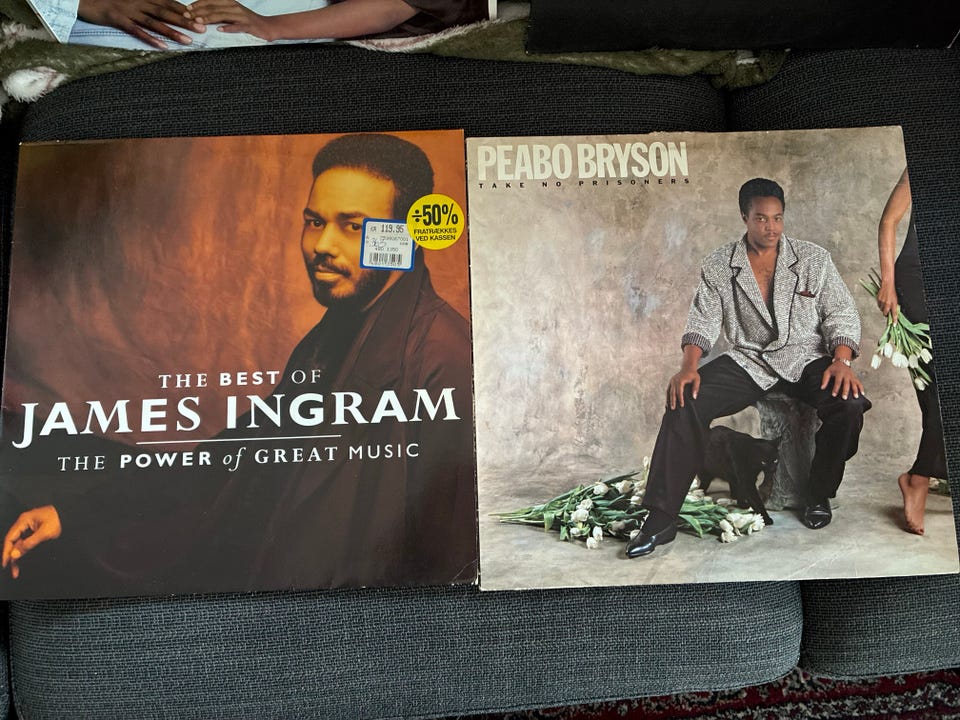 THE BEST OF
JAMES INGRAM
THE POWER of GREAT MUSIC
KR 119.95
÷50%
FRATRÆKKES
VED KASSEN
PEABO BRYSON
TAKE NO PRISONERS